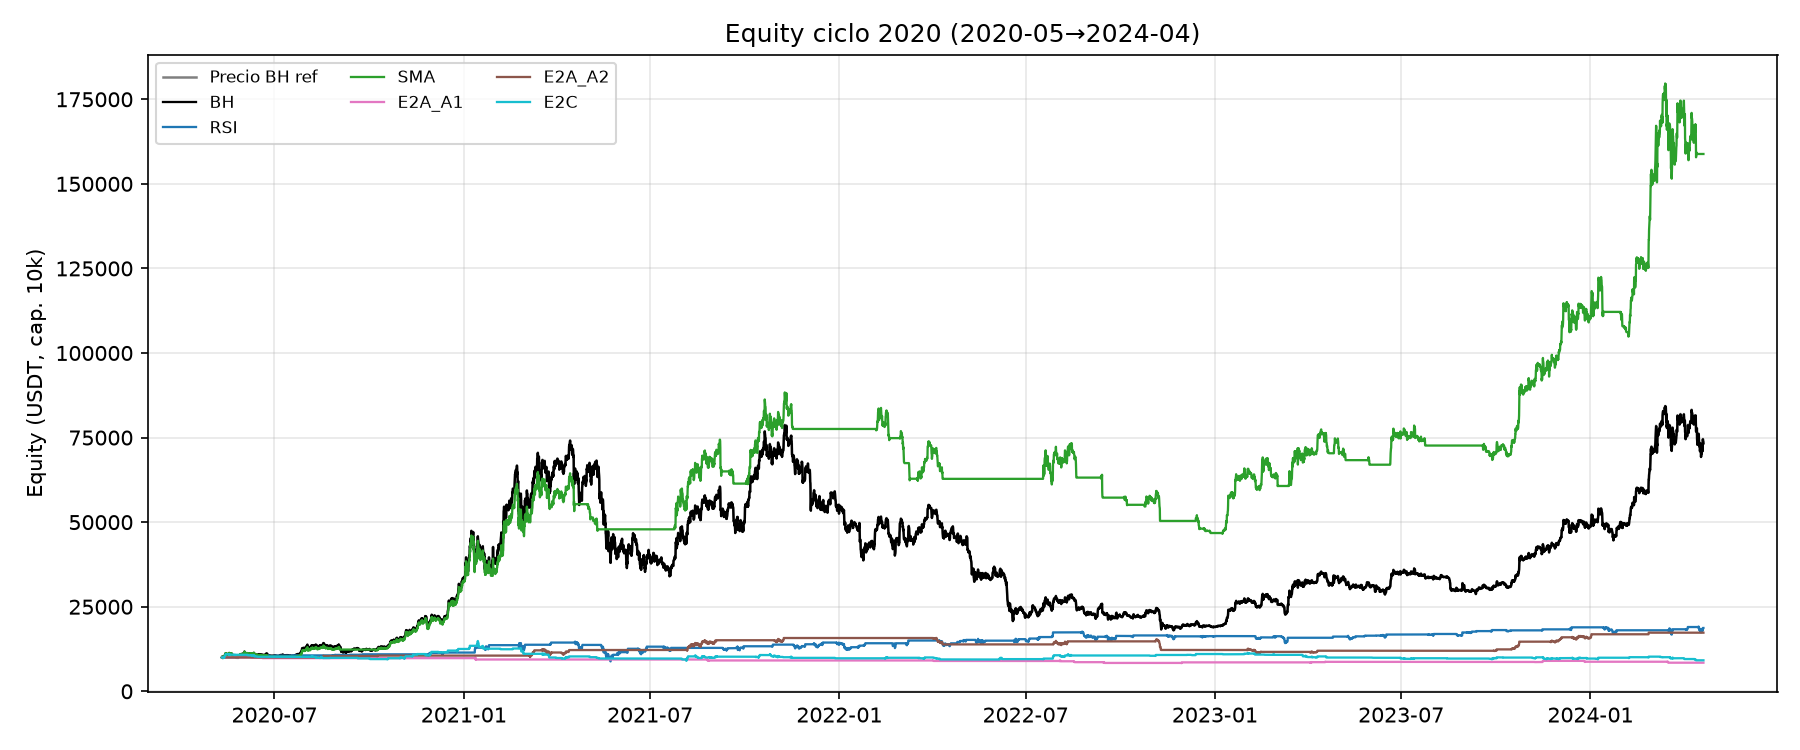 Equity ciclo 2020 (2020-05→2024-04)
Precio BH ref
BH
RSI
SMA
E2A_A1
E2A_A2
E2C
Equity (USDT, cap. 10k)
175000
150000
125000
100000
75000
50000
25000
0
2020-07
2021-01
2021-07
2022-01
2022-07
2023-01
2023-07
2024-01